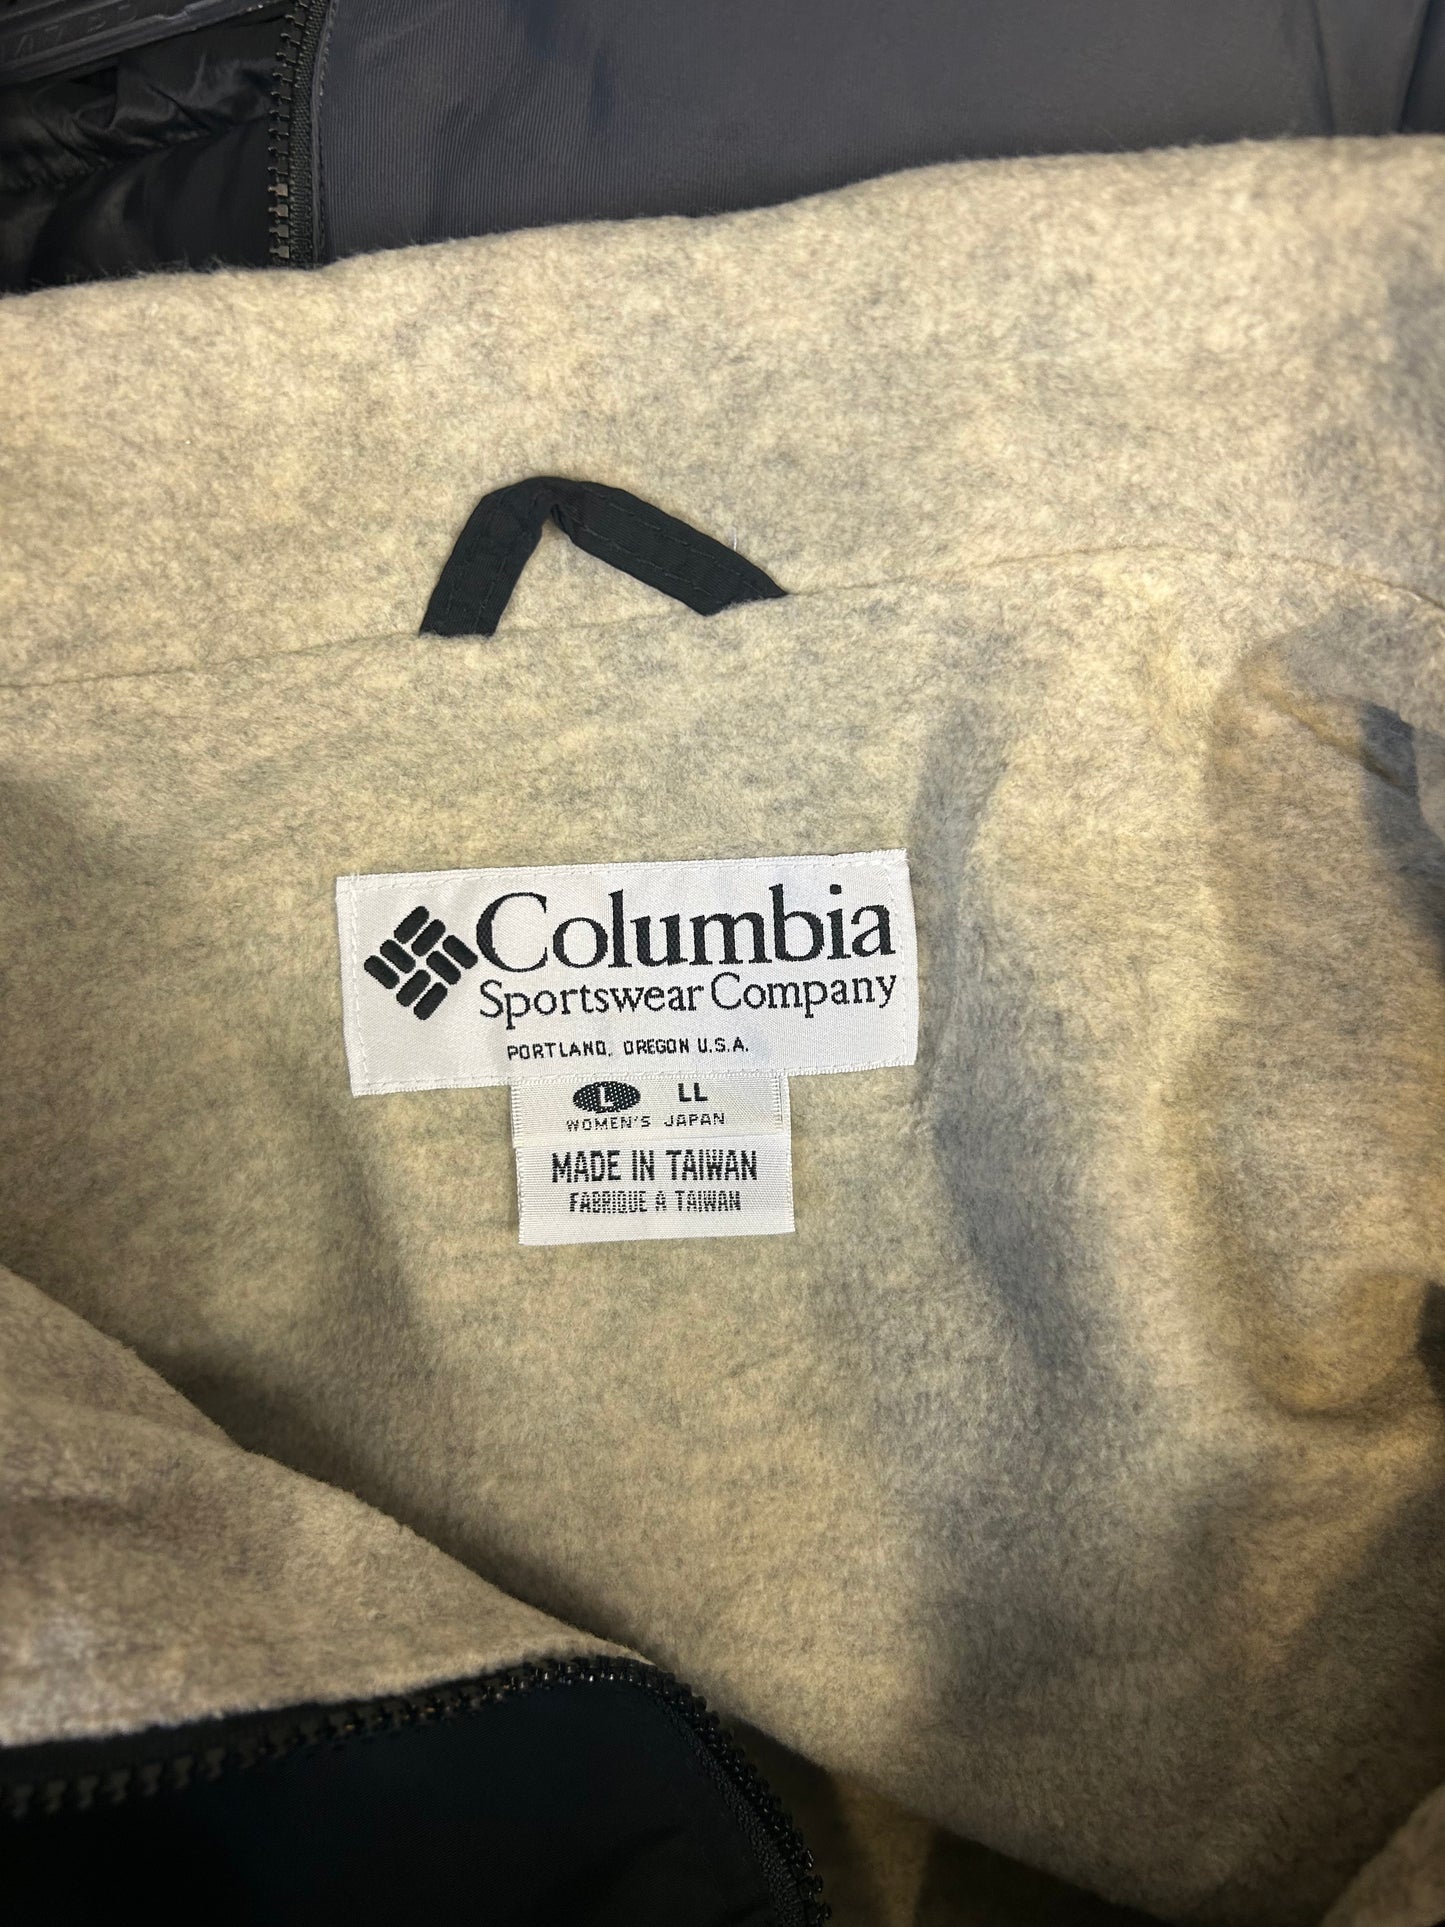 Columbia
Sportswear Company
PORTLAND, OREGON U.S.A.
L LL
WOMEN'S JAPAN
MADE IN TAIWAN
FABRIQUE A TAIWAN